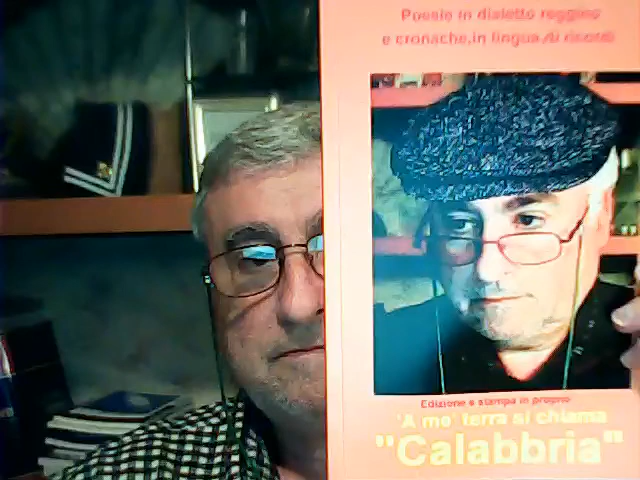 Poesie in dialetto reggino
e cronache,in lingua,di ricordi
Edizione e stampa in proprio
'A me' terra si chiama
"Calabbria"